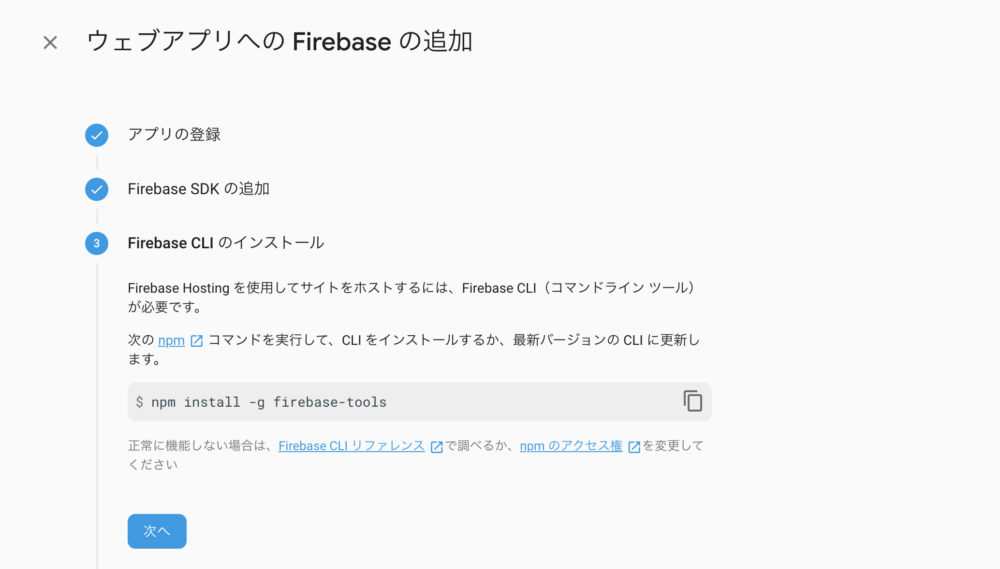 ウェブアプリへの Firebase の追加
アプリの登録
Firebase SDK の追加
3 Firebase CLI のインストール
Firebase Hosting を使用してサイトをホストするには、Firebase CLI（コマンドライン ツール）
が必要です。
次の npm コマンドを実行して、CLI をインストールするか、最新バージョンの CLI に更新し
ます。
$ npm install -g firebase-tools
正常に機能しない場合は、Firebase CLI リファレンス で調べるか、npm のアクセス権 を変更して
ください
次へ